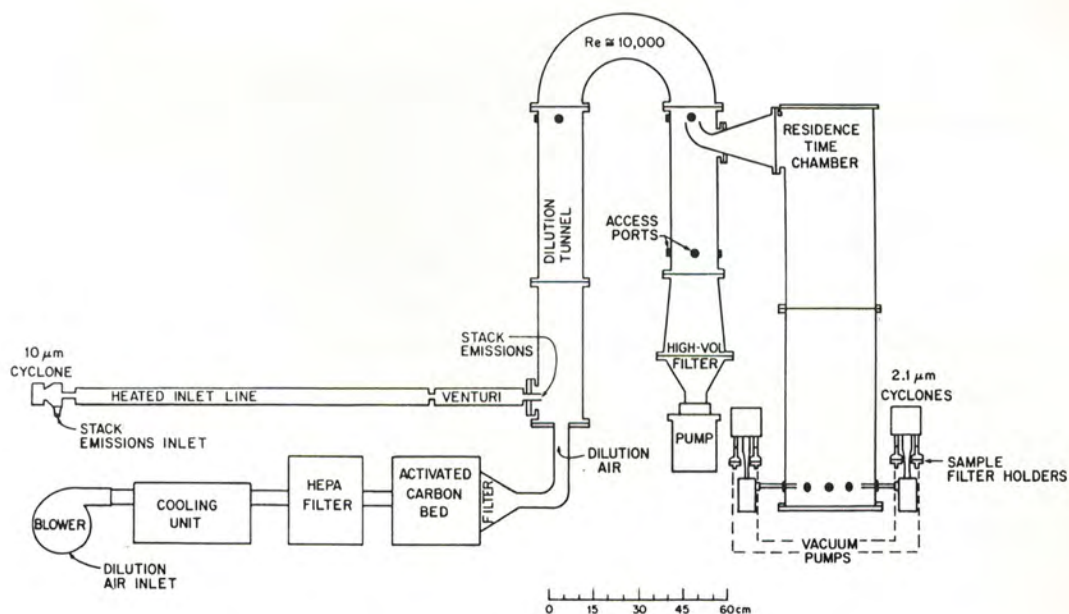 Re ≅ 10,000
RESIDENCE
TIME
CHAMBER
DILUTION
TUNNEL
ACCESS
PORTS
STACK
EMISSIONS
HIGH-VOL
FILTER
10 μm
CYCLONE
HEATED INLET LINE
VENTURI
2.1 μm
CYCLONES
STACK
EMISSIONS INLET
PUMP
DILUTION
AIR
SAMPLE
FILTER HOLDERS
BLOWER
COOLING
UNIT
HEPA
FILTER
ACTIVATED
CARBON
BED
FILTER
VACUUM
PUMPS
DILUTION
AIR INLET
0 15 30 45 60cm